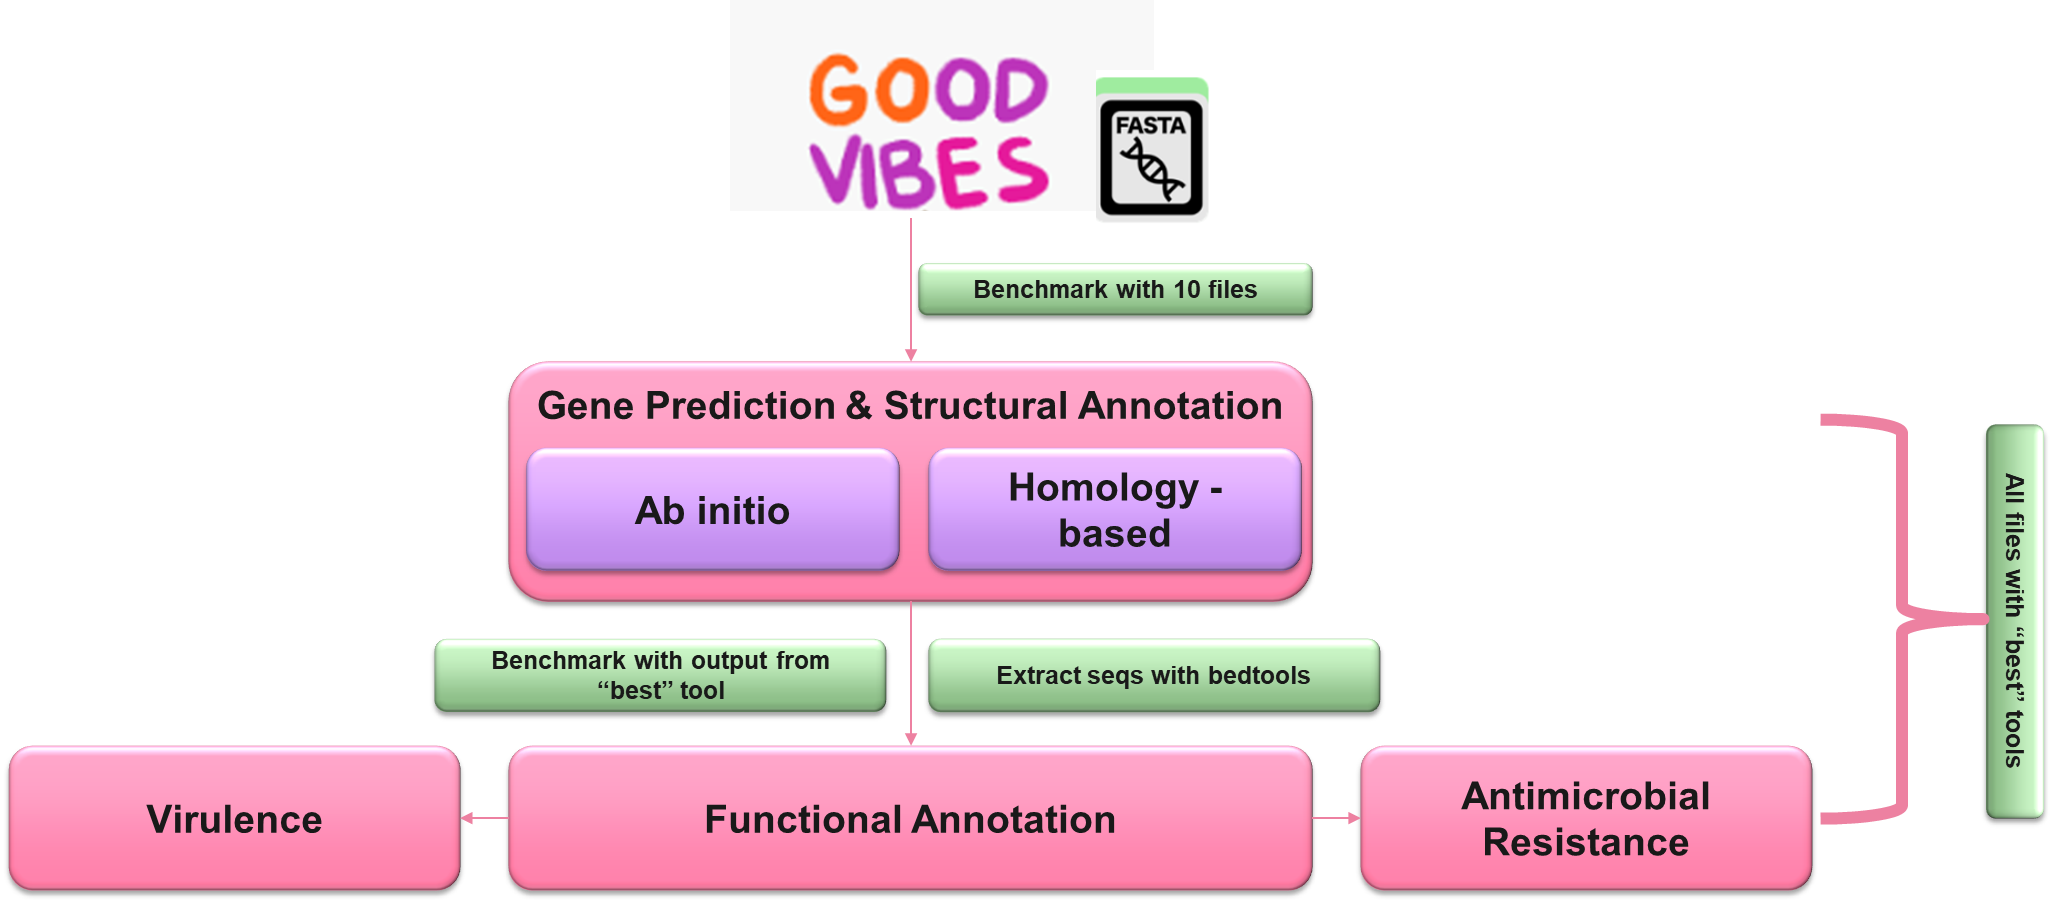 GOOD
VIBES
FASTA
Benchmark with 10 files
Gene Prediction & Structural Annotation
Ab initio
Homology -
based
Benchmark with output from
“best” tool
Extract seqs with bedtools
All files with “best” tools
Virulence
Functional Annotation
Antimicrobial
Resistance